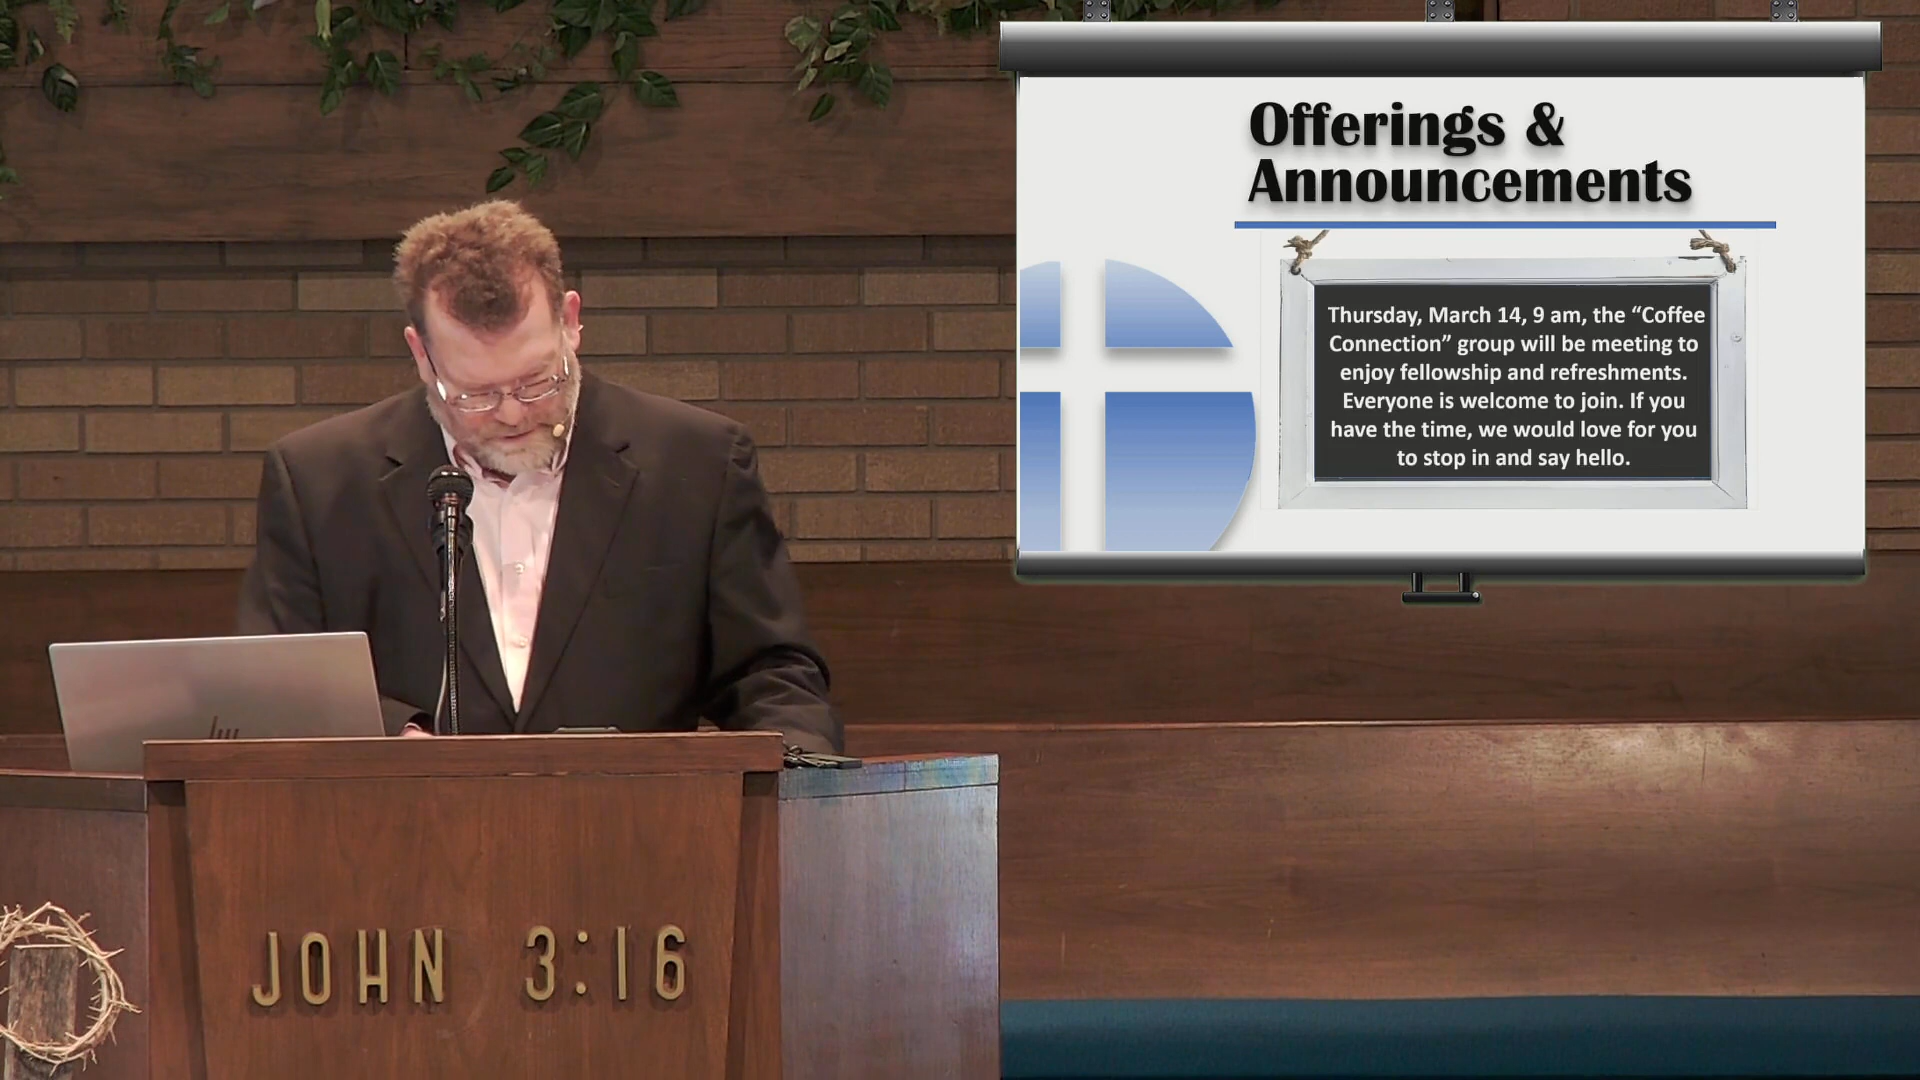 Offerings &
Announcements
Thursday, March 14, 9 am, the “Coffee
Connection” group will be meeting to
enjoy fellowship and refreshments.
Everyone is welcome to join. If you
have the time, we would love for you
to stop in and say hello.
hp
JOHN 3:16